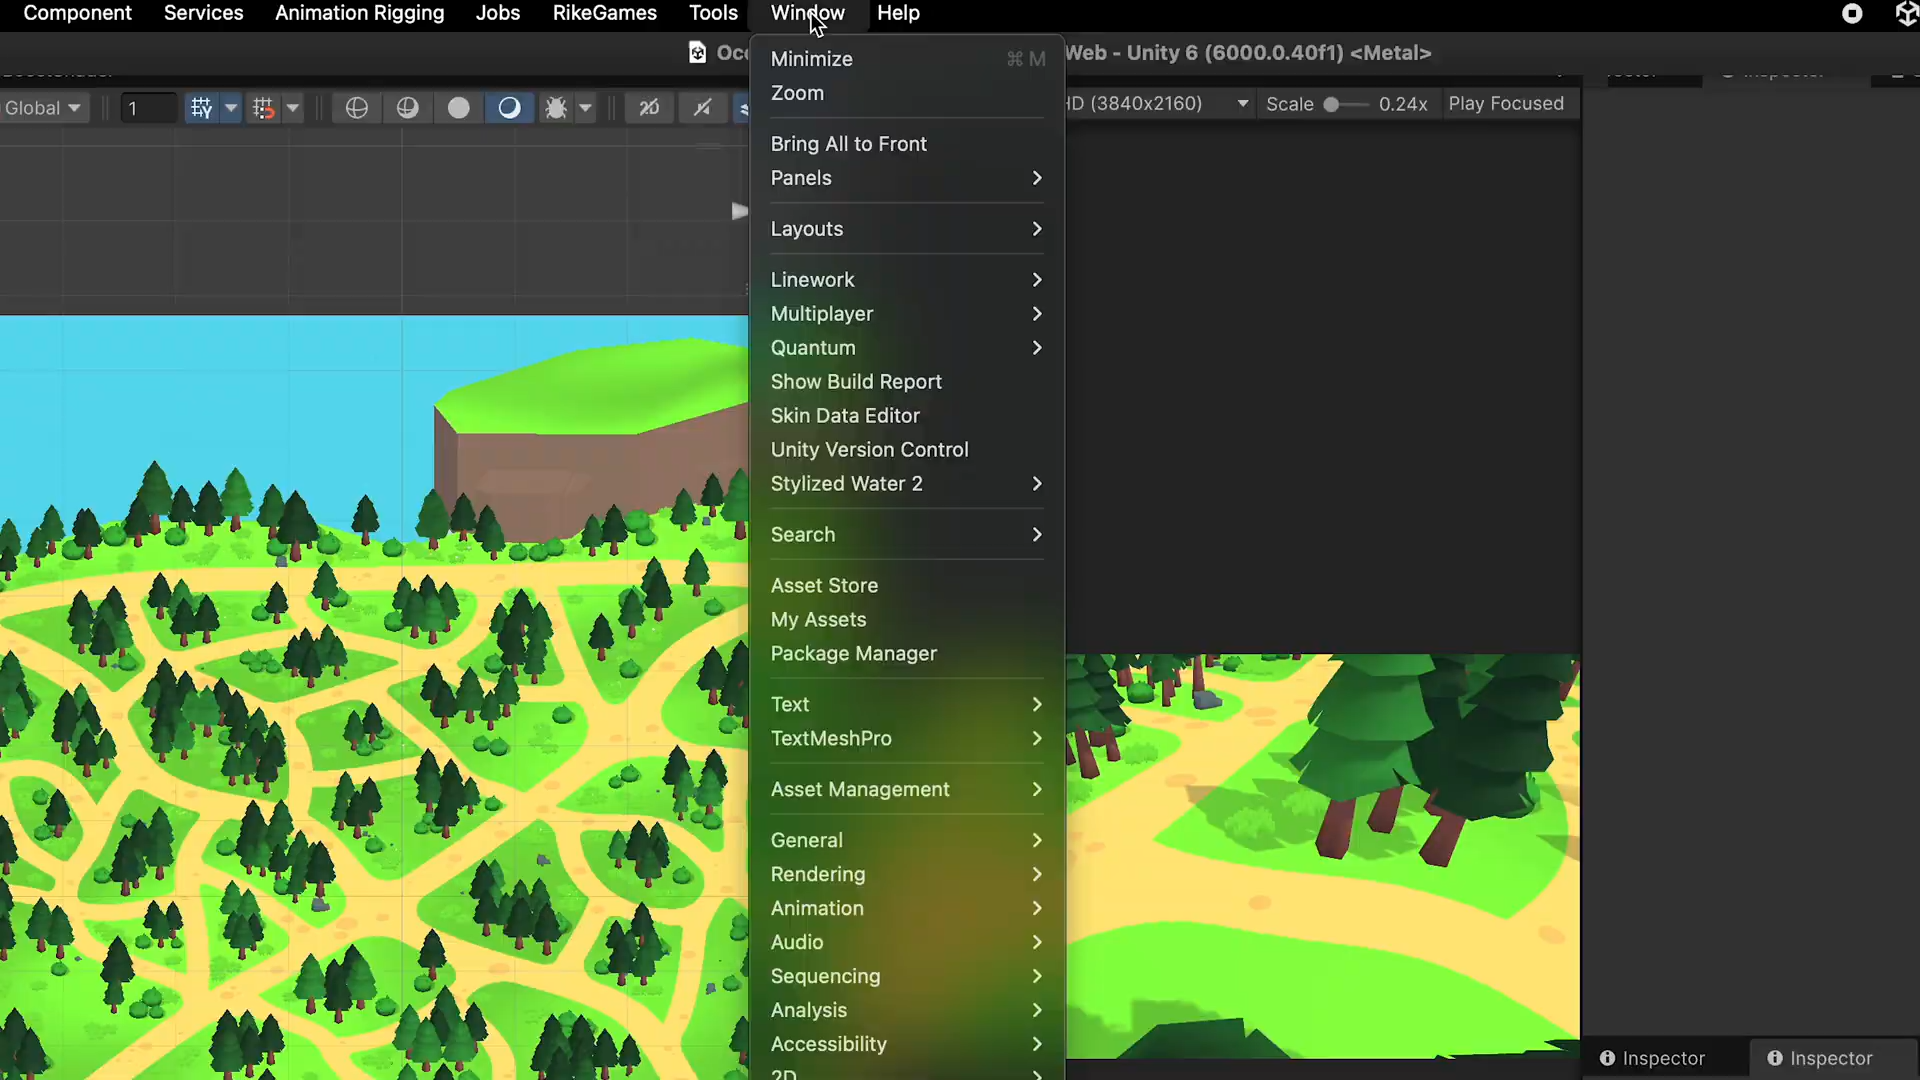 Component Services Animation Rigging Jobs RikeGames Tools Window Help
Web - Unity 6 (6000.0.40f1) <Metal>
Global 1 2D HD (3840x2160) Scale 0.24x Play Focused
Minimize ⌘ M
Zoom
Bring All to Front
Panels
Layouts
Linework
Multiplayer
Quantum
Show Build Report
Skin Data Editor
Unity Version Control
Stylized Water 2
Search
Asset Store
My Assets
Package Manager
Text
TextMeshPro
Asset Management
General
Rendering
Animation
Audio
Sequencing
Analysis
Accessibility
2D
Inspector Inspector